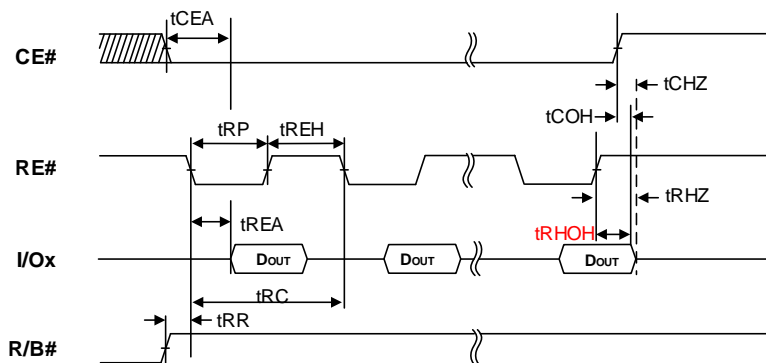 tCEA
CE#
tCHZ
tCOH
tRP
tREH
RE#
tREA
tRHZ
tRHOH
I/Ox
DOUT
DOUT
DOUT
tRC
tRR
R/B#